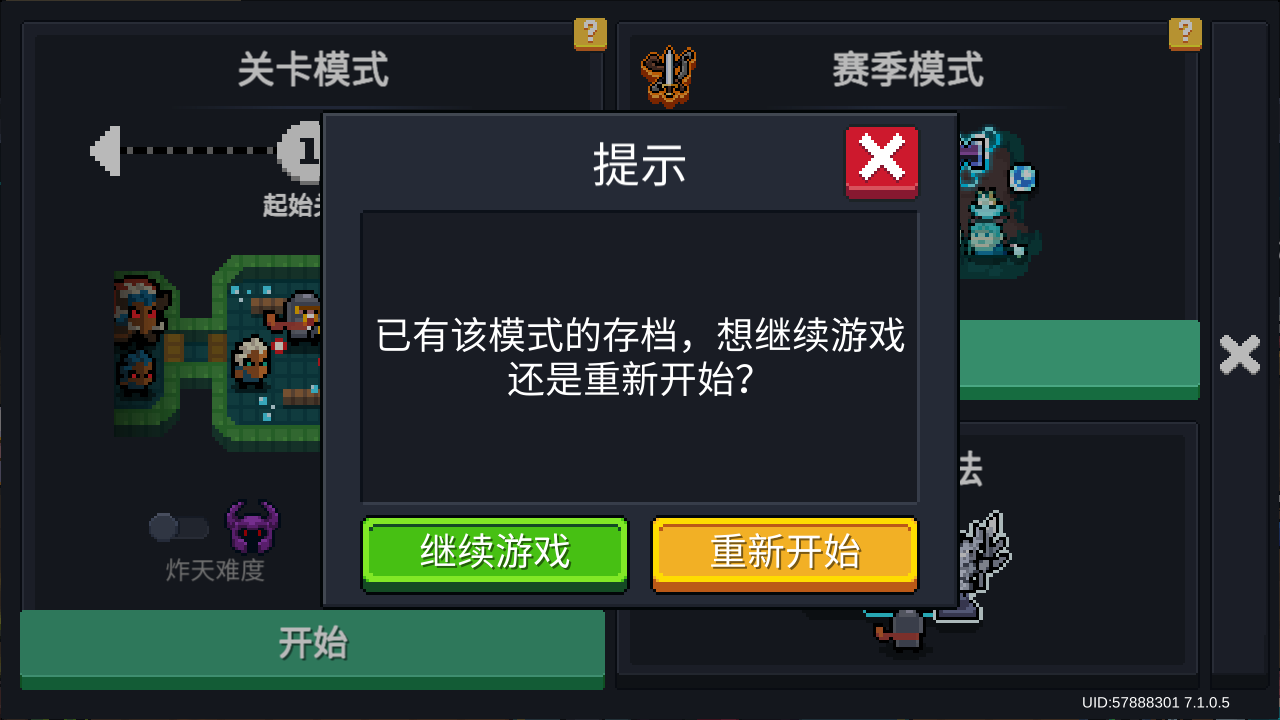 ?
?
关卡模式
赛季模式
1
起始
提示
已有该模式的存档，想继续游戏
还是重新开始？
法
继续游戏
重新开始
炸天难度
开始
UID:57888301 7.1.0.5